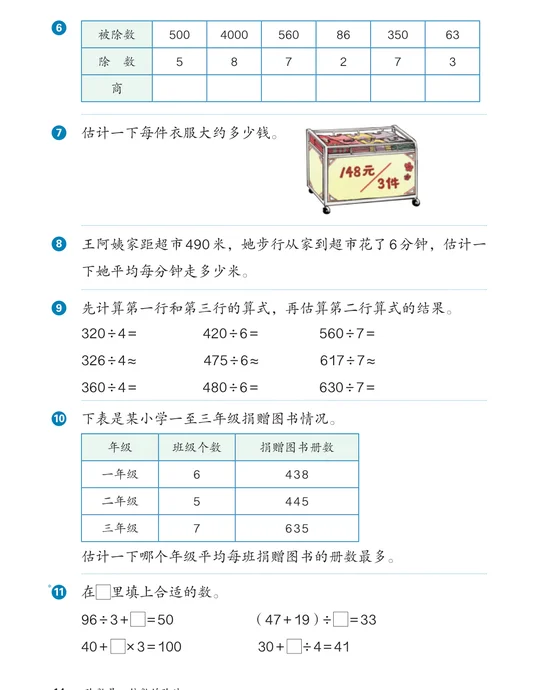 6
被除数 500 4000 560 86 350 63
除 数 5 8 7 2 7 3
商
7 估计一下每件衣服大约多少钱。
148元/3件
8 王阿姨家距超市490米，她步行从家到超市花了6分钟，估计一
下她平均每分钟走多少米。
9 先计算第一行和第三行的算式，再估算第二行算式的结果。
320÷4= 420÷6= 560÷7=
326÷4≈ 475÷6≈ 617÷7≈
360÷4= 480÷6= 630÷7=
10 下表是某小学一至三年级捐赠图书情况。
年级 班级个数 捐赠图书册数
一年级 6 438
二年级 5 445
三年级 7 635
估计一下哪个年级平均每班捐赠图书的册数最多。
*11 在□里填上合适的数。
96÷3+□=50 （47+19）÷□=33
40+□×3=100 30+□÷4=41